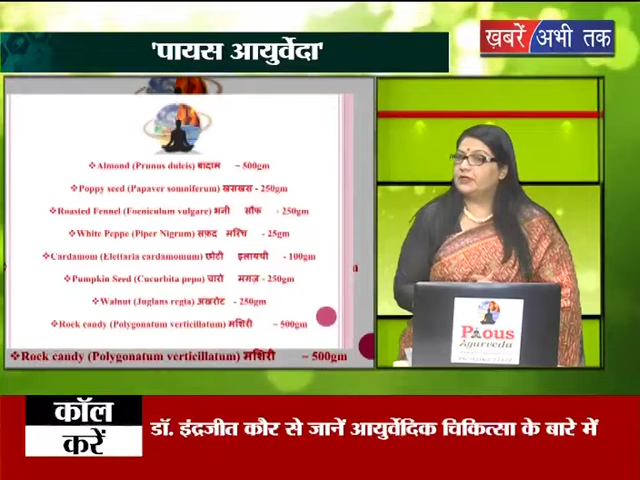 'पायस आयुर्वेदा'
ख़बरें अभी तक
❖Almond (Prunus dulcis) बादाम – 500gm
❖Poppy seed (Papaver somniferum) खसखस - 250gm
❖Roasted Fennel (Foeniculum vulgare) भुनी सौंफ - 250gm
❖White Peppe (Piper Nigrum) सफ़ेद मरिच - 25gm
❖Cardamom (Elettaria cardamomum) छोटी इलायची - 100gm
❖Pumpkin Seed (Cucurbita pepo) चारो मगज़ - 250gm
❖Walnut (Juglans regia) अखरोट - 250gm
❖Rock candy (Polygonatum verticillatum) मशिरी – 500gm
❖Rock candy (Polygonatum verticillatum) मशिरी – 500gm
Pious
Ayurveda
कॉल
करें
डॉ. इंद्रजीत कौर से जानें आयुर्वेदिक चिकित्सा के बारे में